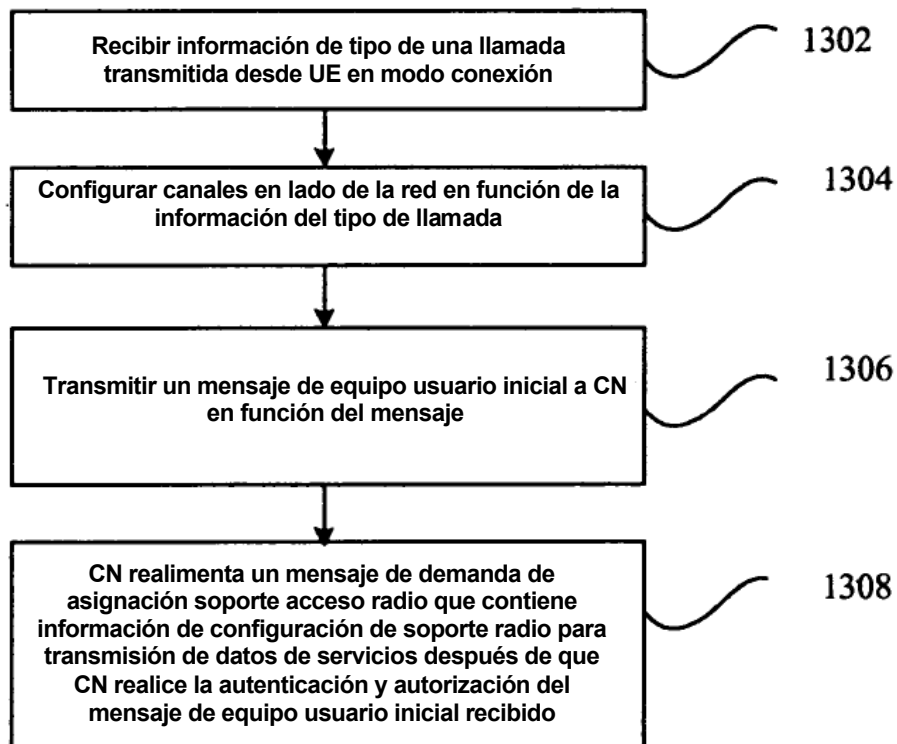 Recibir información de tipo de una llamada
transmitida desde UE en modo conexión
1302
Configurar canales en lado de la red en función de la
información del tipo de llamada
1304
Transmitir un mensaje de equipo usuario inicial a CN
en función del mensaje
1306
CN realimenta un mensaje de demanda de
asignación soporte acceso radio que contiene
información de configuración de soporte radio para
transmisión de datos de servicios después de que
CN realice la autenticación y autorización del
mensaje de equipo usuario inicial recibido
1308